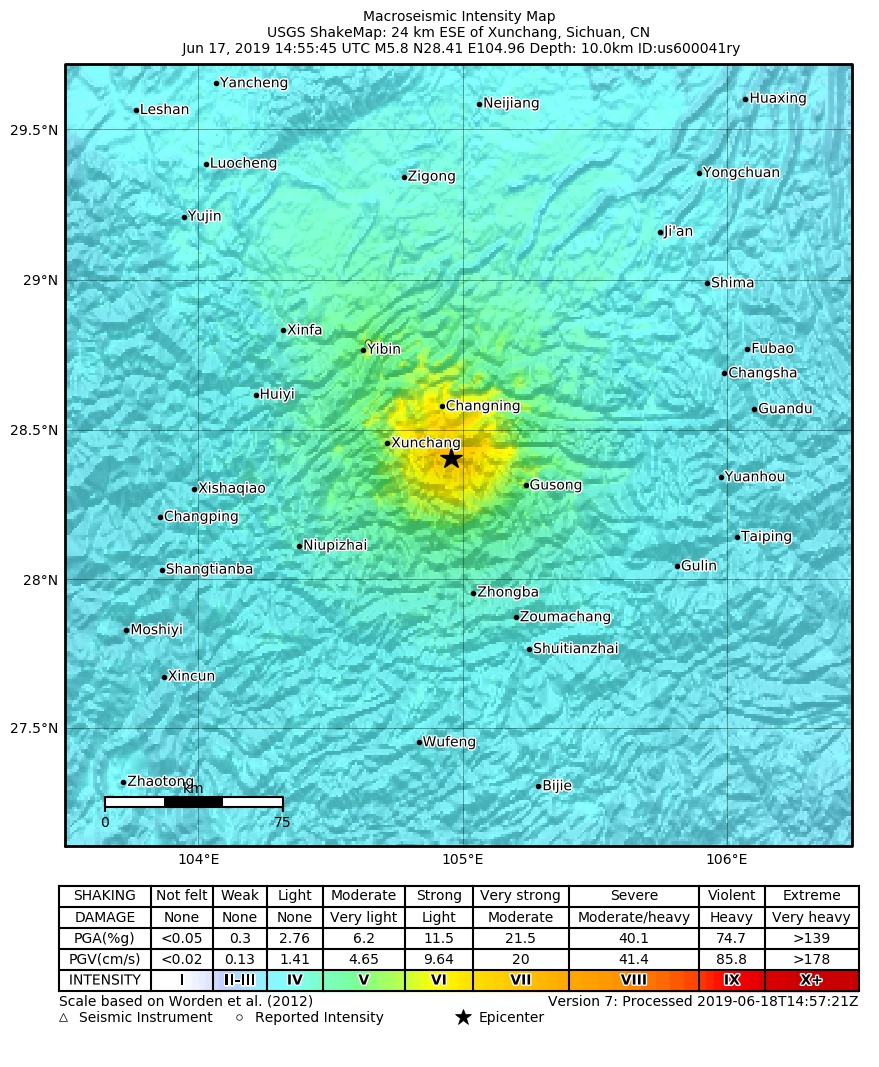 Macroseismic Intensity Map
USGS ShakeMap: 24 km ESE of Xunchang, Sichuan, CN
Jun 17, 2019 14:55:45 UTC M5.8 N28.41 E104.96 Depth: 10.0km ID:us600041ry
Yancheng
Huaxing
Neijiang
Leshan
29.5°N
Luocheng
Yongchuan
Zigong
Yujin
Ji'an
29°N
Shima
Xinfa
Yibin
Fubao
Changsha
Huiyi
Changning
Guandu
28.5°N
Xunchang
Yuanhou
Gusong
Xishaqiao
Changping
Taiping
Niupizhai
Gulin
Shangtianba
28°N
Zhongba
Zoumachang
Moshiyi
Shuitianzhai
Xincun
27.5°N
Wufeng
Zhaotong
Bijie
km
0 75
104°E 105°E 106°E
SHAKING Not felt Weak Light Moderate Strong Very strong Severe Violent Extreme
DAMAGE None None None Very light Light Moderate Moderate/heavy Heavy Very heavy
PGA(%g) <0.05 0.3 2.76 6.2 11.5 21.5 40.1 74.7 >139
PGV(cm/s) <0.02 0.13 1.41 4.65 9.64 20 41.4 85.8 >178
INTENSITY I II-III IV V VI VII VIII IX X+
Scale based on Worden et al. (2012) Version 7: Processed 2019-06-18T14:57:21Z
Seismic Instrument Reported Intensity Epicenter